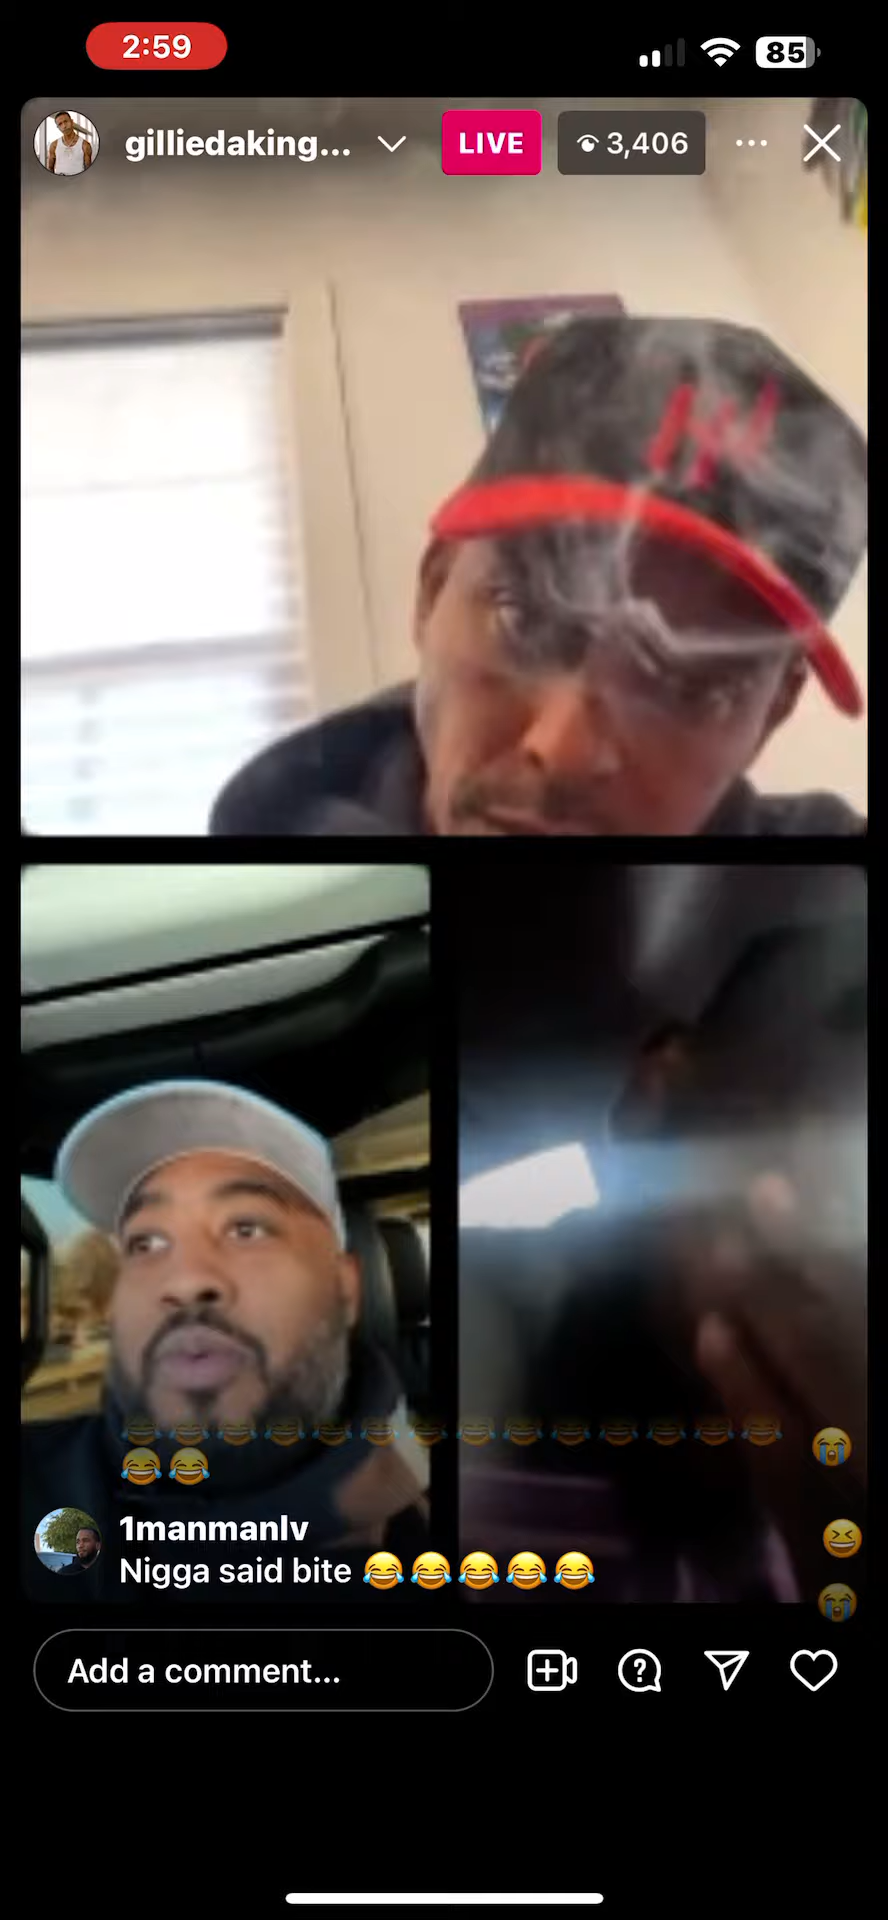 2:59
85
gilliedaking...
LIVE
3,406
😂😂😂😂😂😂😂😂😂😂😂😂😂😂
😂😂
1manmanlv
Nigga said bite 😂😂😂😂😂
Add a comment...